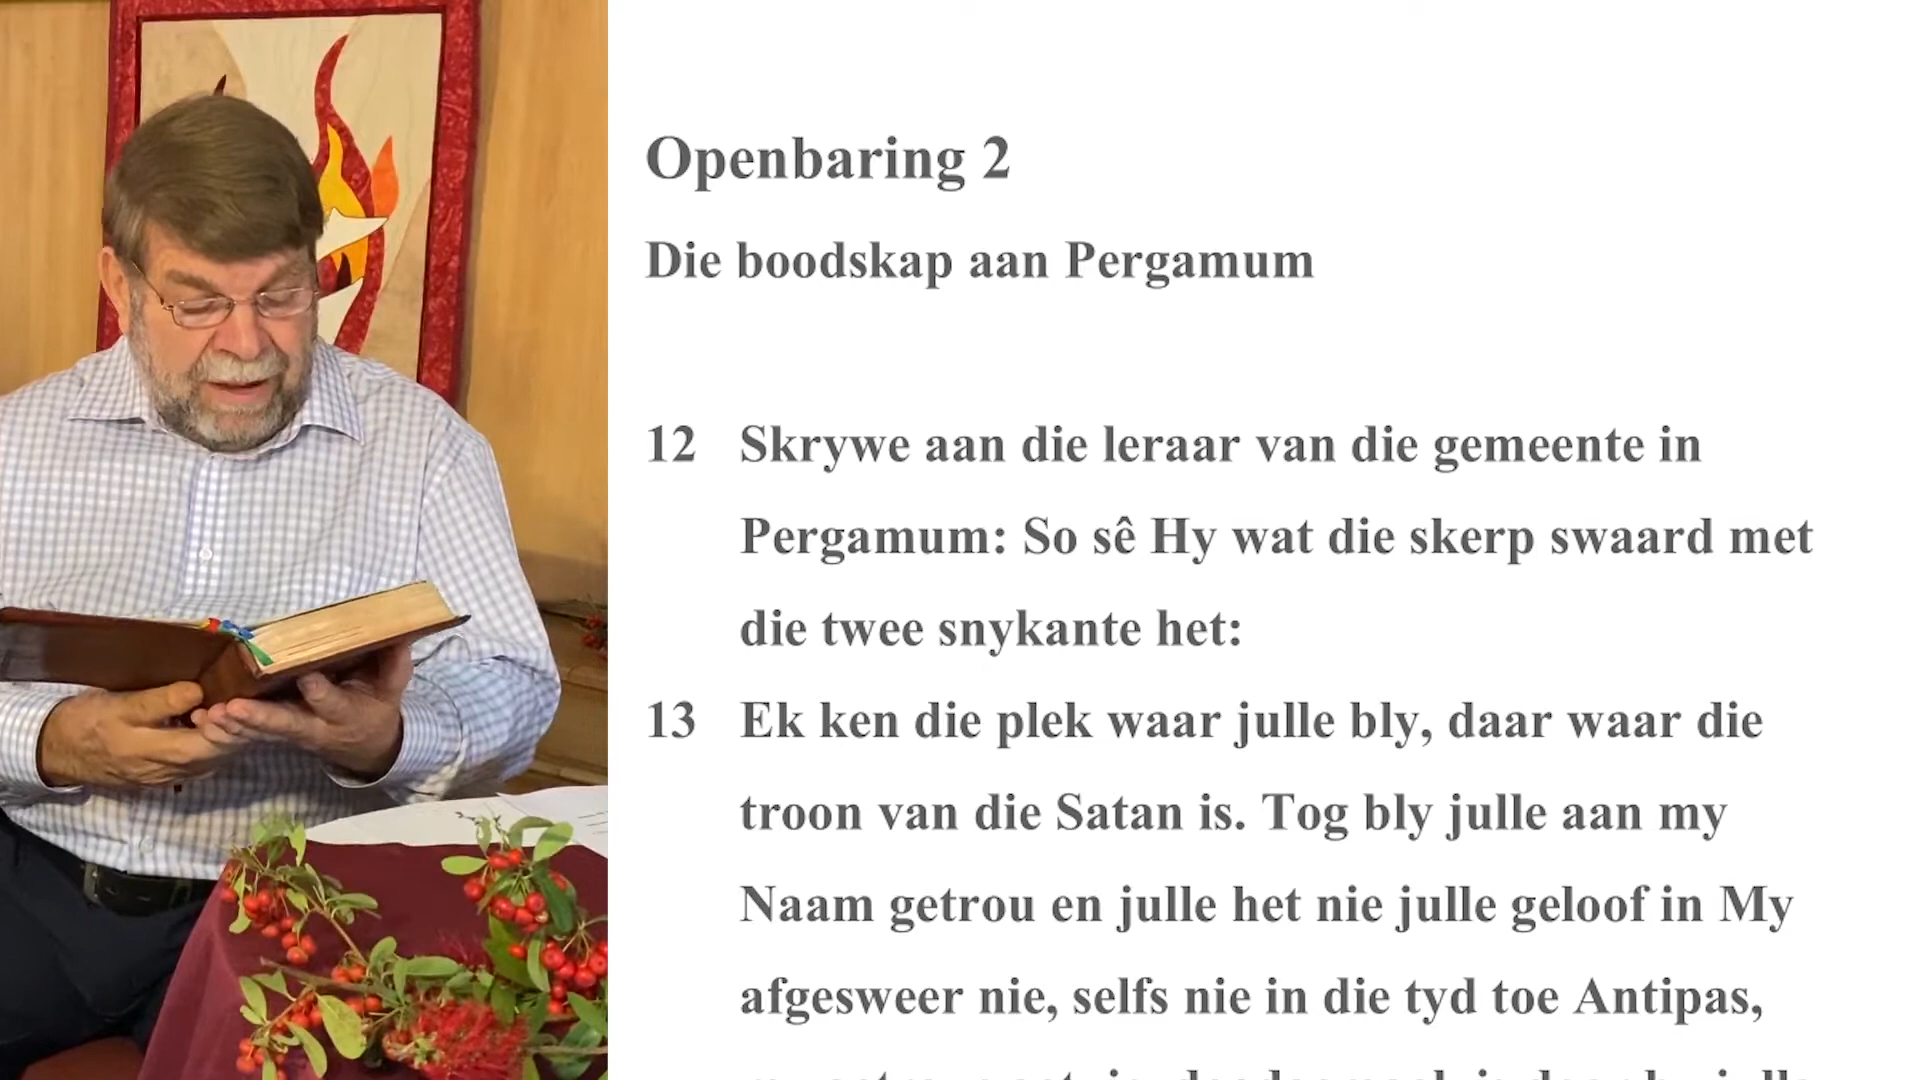 Openbaring 2
Die boodskap aan Pergamum
12 Skrywe aan die leraar van die gemeente in
Pergamum: So sê Hy wat die skerp swaard met
die twee snykante het:
13 Ek ken die plek waar julle bly, daar waar die
troon van die Satan is. Tog bly julle aan my
Naam getrou en julle het nie julle geloof in My
afgesweer nie, selfs nie in die tyd toe Antipas,